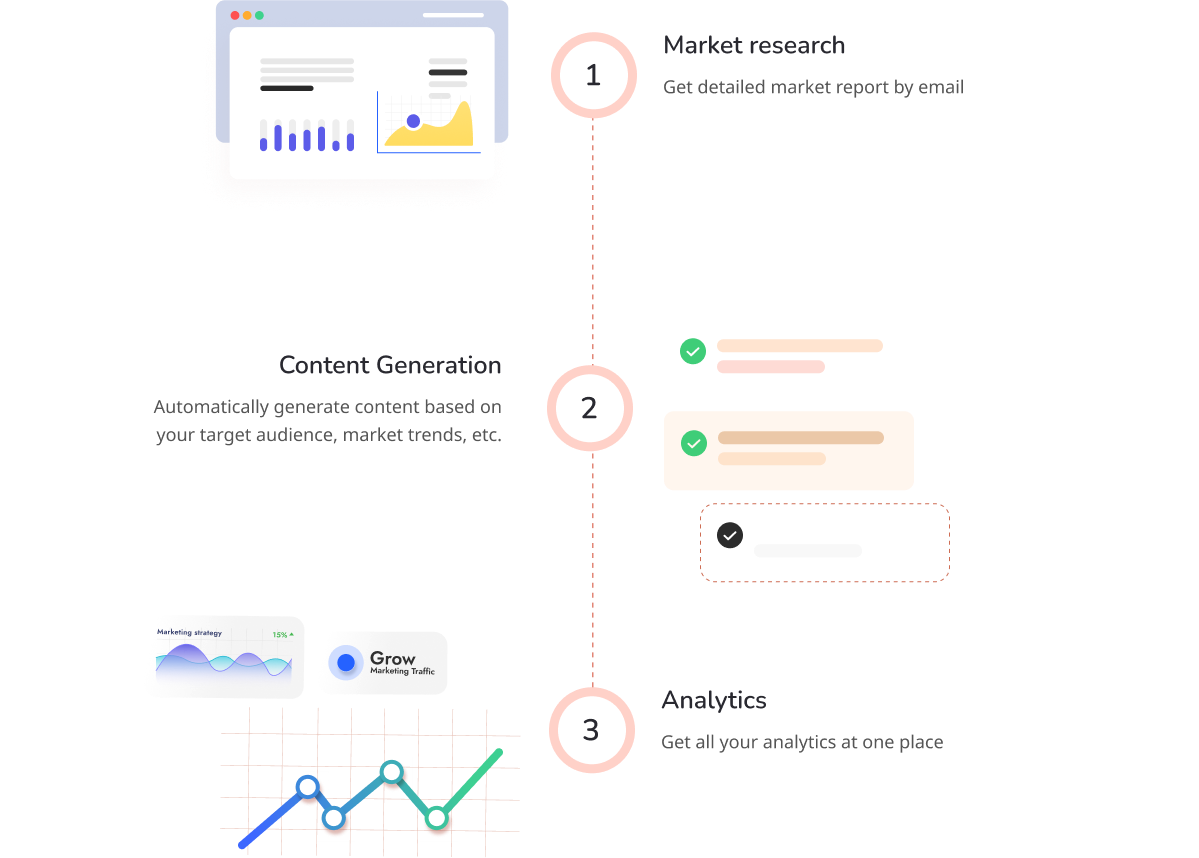 1
Market research
Get detailed market report by email
Content Generation
Automatically generate content based on
your target audience, market trends, etc.
2
Marketing strategy
15%
Grow
Marketing Traffic
3
Analytics
Get all your analytics at one place